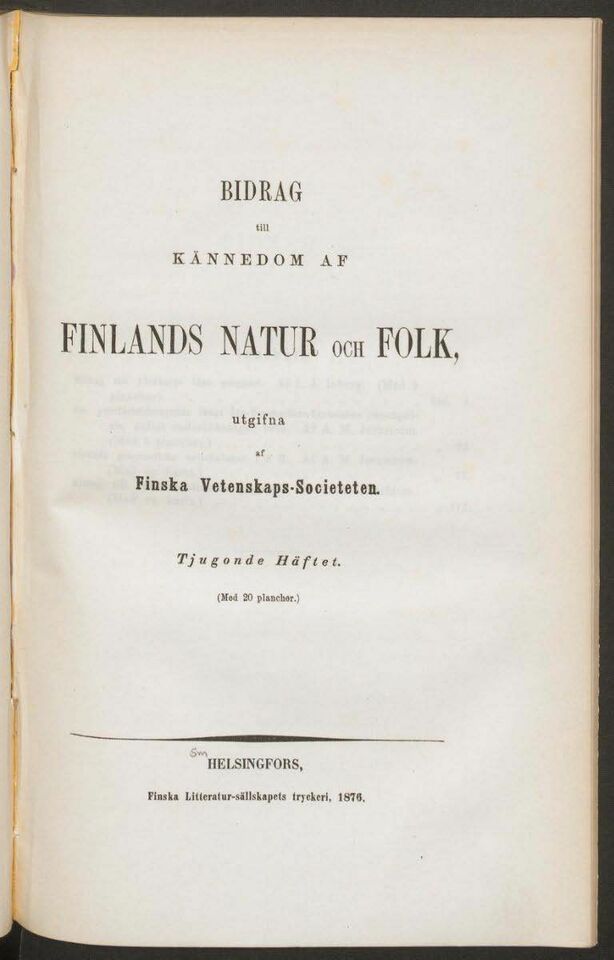 BIDRAG
till
KÄNNEDOM AF
FINLANDS NATUR OCH FOLK,
utgifna
af
Finska Vetenskaps-Societeten.
Tjugonde Häftet.
(Med 20 plancher.)
Sm
HELSINGFORS,
Finska Litteratur-sällskapets tryckeri, 1876.